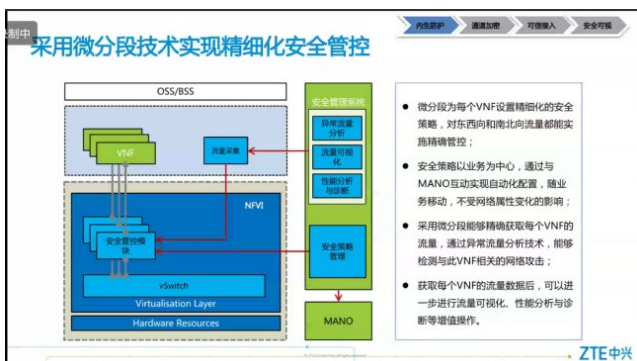 制中
内生防护
通道加密
可信接入
安全可视
采用微分段技术实现精细化安全管控
OSS/BSS
VNF
流量采集
NFVI
安全管控模
块
vSwitch
Virtualisation Layer
Hardware Resources
安全管理系统
异常流量
分析
流量可视
化
性能分析
与诊断
安全策略
管理
MANO
● 微分段为每个VNF设置精细化的安全
策略，对东西向和南北向流量都能实
施精确管控；
● 安全策略以业务为中心，通过与
MANO互动实现自动化配置，随业
务移动，不受网络属性变化的影响；
● 采用微分段能够精确获取每个VNF的
流量，通过异常流量分析技术，能够
检测与此VNF相关的网络攻击；
● 获取每个VNF的流量数据后，可以进
一步进行流量可视化、性能分析与诊
断等增值操作。
ZTE中兴